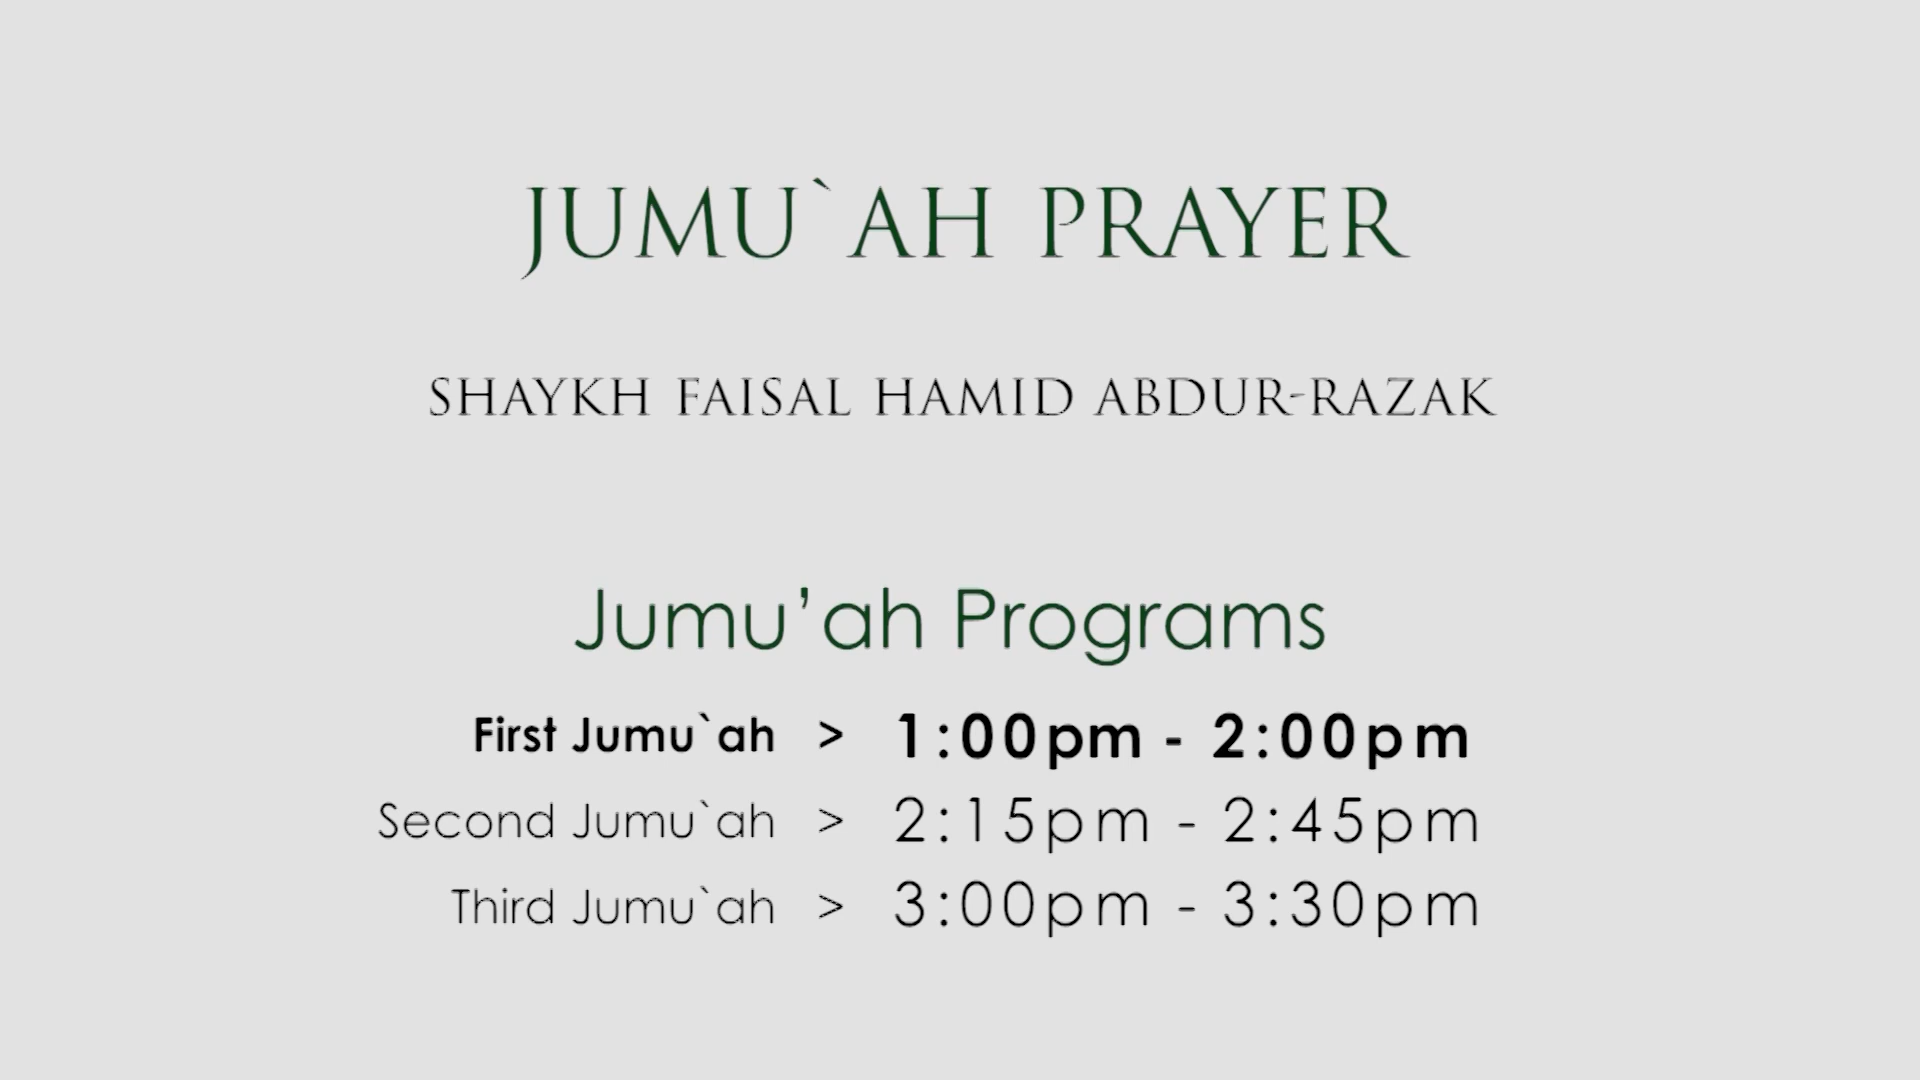 JUMU`AH PRAYER
SHAYKH FAISAL HAMID ABDUR-RAZAK
Jumu’ah Programs
First Jumu`ah > 1:00pm - 2:00pm
Second Jumu`ah > 2:15pm - 2:45pm
Third Jumu`ah > 3:00pm - 3:30pm